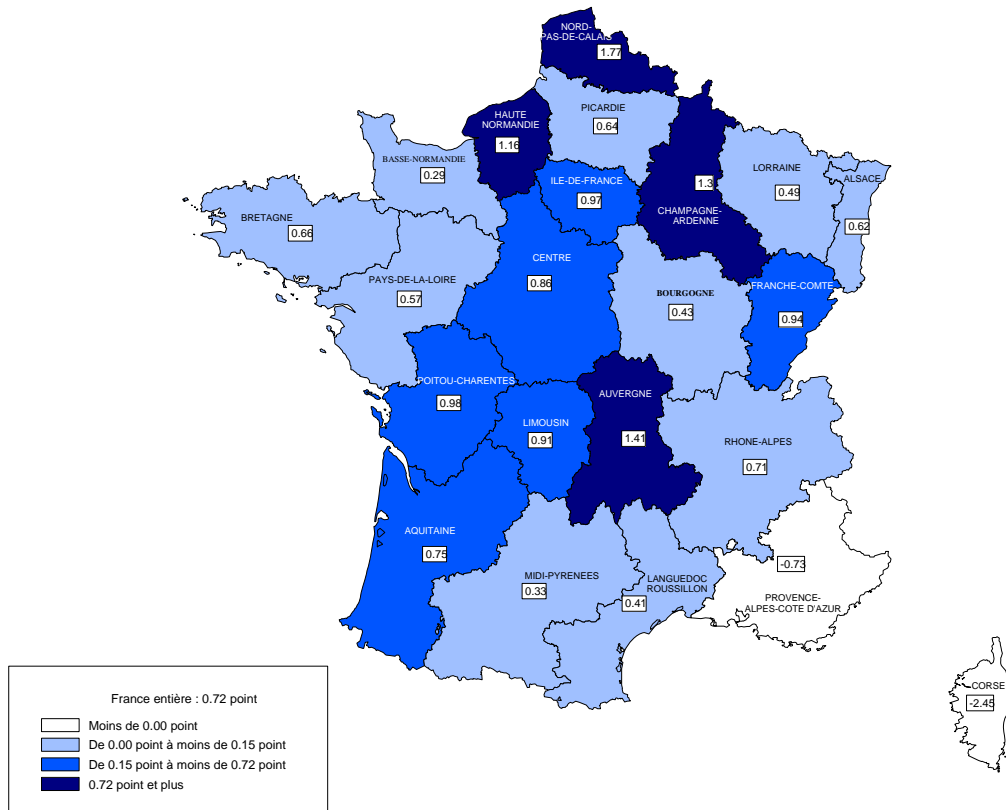 NORD-
PAS-DE-CALAIS
1.77
HAUTE
NORMANDIE
1.16
PICARDIE
0.64
BASSE-NORMANDIE
0.29
ILE-DE-FRANCE
0.97
1.3
CHAMPAGNE-
ARDENNE
LORRAINE
0.49
ALSACE
0.62
BRETAGNE
0.66
PAYS-DE-LA-LOIRE
0.57
CENTRE
0.86
BOURGOGNE
0.43
FRANCHE-COMTE
0.94
POITOU-CHARENTES
0.98
LIMOUSIN
0.91
AUVERGNE
1.41
RHONE-ALPES
0.71
AQUITAINE
0.75
MIDI-PYRENEES
0.33
LANGUEDOC
ROUSSILLON
0.41
-0.73
PROVENCE-
ALPES-COTE D'AZUR
CORSE
-2.45
France entière : 0.72 point
Moins de 0.00 point
De 0.00 point à moins de 0.15 point
De 0.15 point à moins de 0.72 point
0.72 point et plus